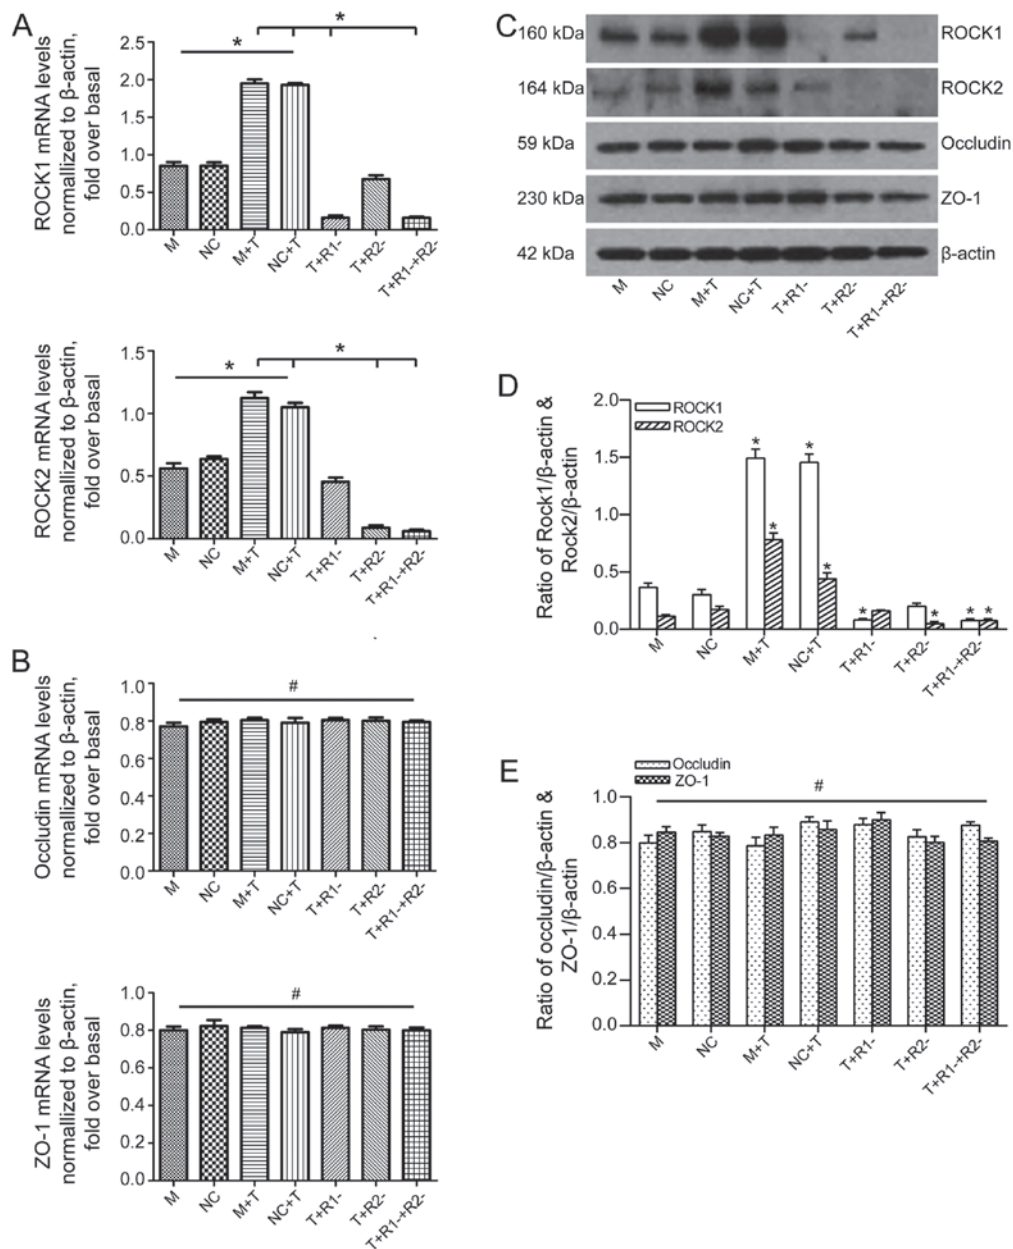 A
ROCK1 mRNA levels
normalized to β-actin,
fold over basal
2.5
2.0
1.5
1.0
0.5
0.0
*
*
M
NC
M+T
NC+T
T+R1-
T+R2-
T+R1-+R2-
ROCK2 mRNA levels
normalized to β-actin,
fold over basal
1.5
1.0
0.5
0.0
*
*
M
NC
M+T
NC+T
T+R1-
T+R2-
T+R1-+R2-
B
Occludin mRNA levels
normalized to β-actin,
fold over basal
1.0
0.8
0.6
0.4
0.2
0.0
#
M
NC
M+T
NC+T
T+R1-
T+R2-
T+R1-+R2-
ZO-1 mRNA levels
normalized to β-actin,
fold over basal
1.0
0.8
0.6
0.4
0.2
0.0
#
M
NC
M+T
NC+T
T+R1-
T+R2-
T+R1-+R2-
C
160 kDa ROCK1
164 kDa ROCK2
59 kDa Occludin
230 kDa ZO-1
42 kDa β-actin
M
NC
M+T
NC+T
T+R1-
T+R2-
T+R1-+R2-
D
Ratio of Rock1/β-actin &
Rock2/β-actin
2.0
1.5
1.0
0.5
0.0
ROCK1
ROCK2
*
*
*
*
*
*
* *
M
NC
M+T
NC+T
T+R1-
T+R2-
T+R1-+R2-
E
Occludin
ZO-1
Ratio of occludin/β-actin &
ZO-1/β-actin
1.0
0.8
0.6
0.4
0.2
0.0
#
M
NC
M+T
NC+T
T+R1-
T+R2-
T+R1-+R2-